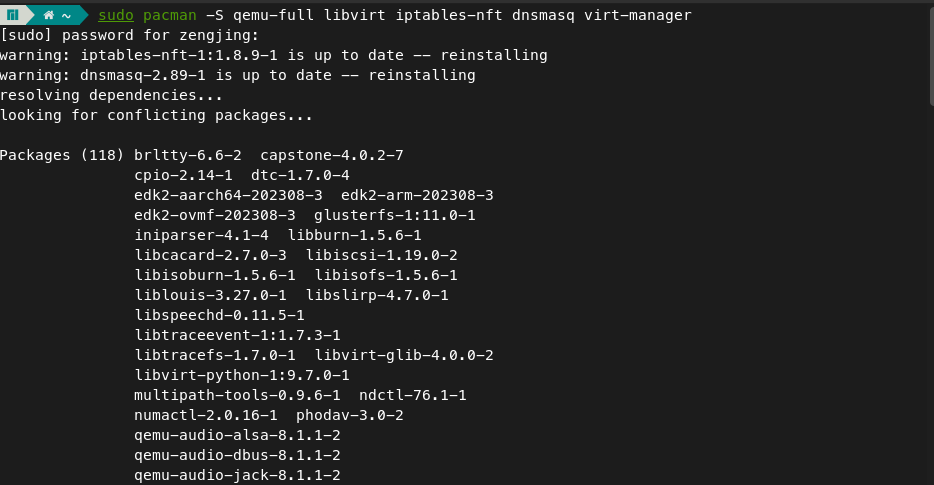 ~ sudo pacman -S qemu-full libvirt iptables-nft dnsmasq virt-manager
[sudo] password for zengjing:
warning: iptables-nft-1:1.8.9-1 is up to date -- reinstalling
warning: dnsmasq-2.89-1 is up to date -- reinstalling
resolving dependencies...
looking for conflicting packages...
Packages (118) brltty-6.6-2  capstone-4.0.2-7
cpio-2.14-1  dtc-1.7.0-4
edk2-aarch64-202308-3  edk2-arm-202308-3
edk2-ovmf-202308-3  glusterfs-1:11.0-1
iniparser-4.1-4  libburn-1.5.6-1
libcacard-2.7.0-3  libiscsi-1.19.0-2
libisoburn-1.5.6-1  libisofs-1.5.6-1
liblouis-3.27.0-1  libslirp-4.7.0-1
libspeechd-0.11.5-1
libtraceevent-1:1.7.3-1
libtracefs-1.7.0-1  libvirt-glib-4.0.0-2
libvirt-python-1:9.7.0-1
multipath-tools-0.9.6-1  ndctl-76.1-1
numactl-2.0.16-1  phodav-3.0-2
qemu-audio-alsa-8.1.1-2
qemu-audio-dbus-8.1.1-2
qemu-audio-jack-8.1.1-2